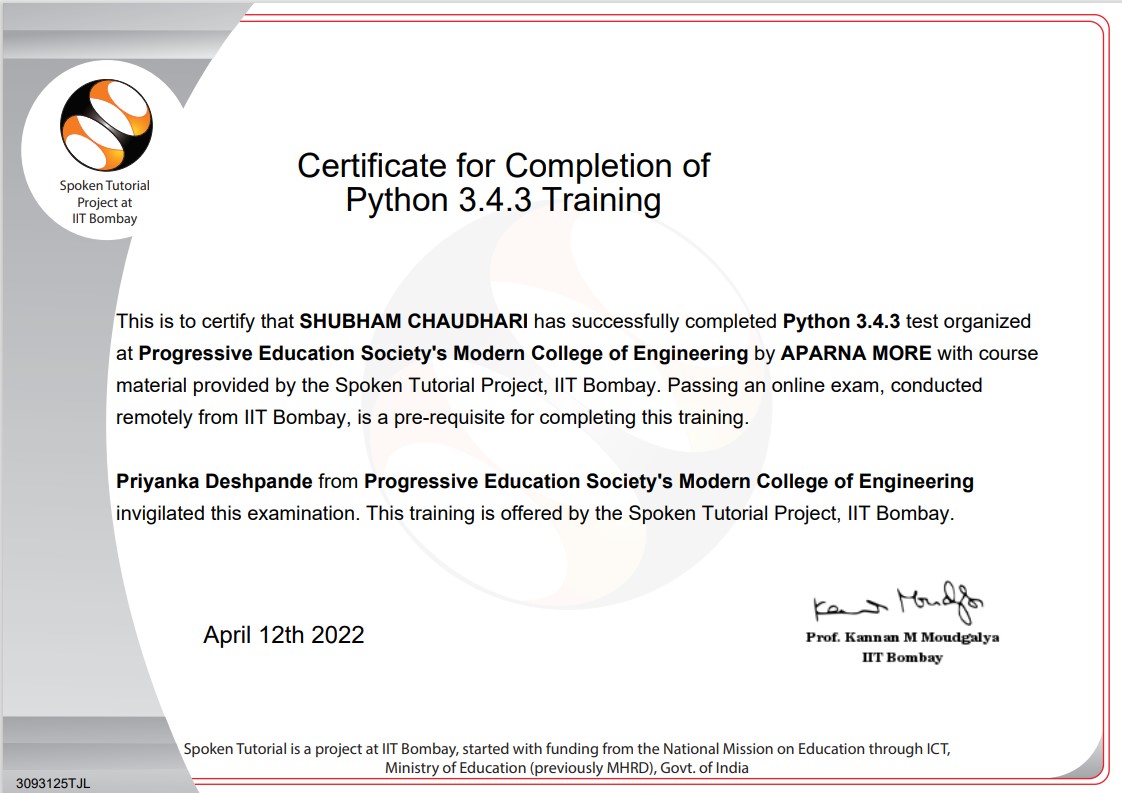 Spoken Tutorial
Project at
IIT Bombay
Certificate for Completion of
Python 3.4.3 Training
This is to certify that SHUBHAM CHAUDHARI has successfully completed Python 3.4.3 test organized
at Progressive Education Society's Modern College of Engineering by APARNA MORE with course
material provided by the Spoken Tutorial Project, IIT Bombay. Passing an online exam, conducted
remotely from IIT Bombay, is a pre-requisite for completing this training.
Priyanka Deshpande from Progressive Education Society's Modern College of Engineering
invigilated this examination. This training is offered by the Spoken Tutorial Project, IIT Bombay.
April 12th 2022
Kannan Moudgalya
Prof. Kannan M Moudgalya
IIT Bombay
Spoken Tutorial is a project at IIT Bombay, started with funding from the National Mission on Education through ICT,
Ministry of Education (previously MHRD), Govt. of India
3093125TJL